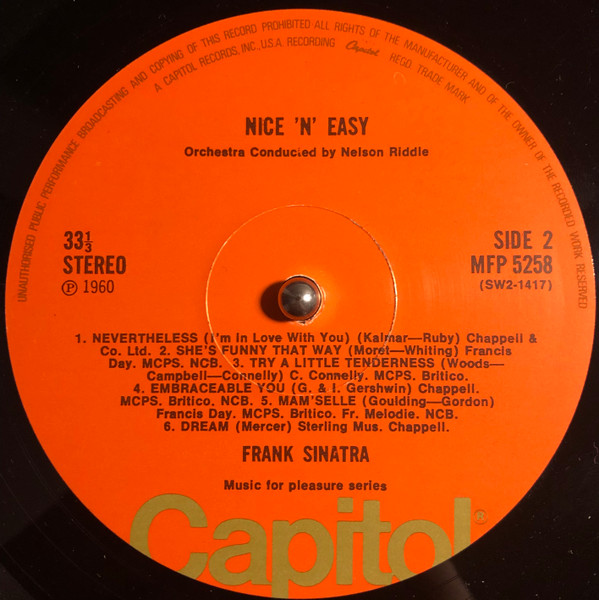 UNAUTHORISED PUBLIC PERFORMANCE BROADCASTING AND COPYING OF THIS RECORD PROHIBITED ALL RIGHTS OF THE MANUFACTURER AND OF THE OWNER OF THE RECORDED WORK RESERVED
A CAPITOL RECORDS, INC., U.S.A. RECORDING Capitol REGD. TRADE MARK
NICE 'N' EASY
Orchestra Conducted by Nelson Riddle
33⅓
STEREO
Ⓟ 1960
SIDE 2
MFP 5258
(SW2-1417)
1. NEVERTHELESS (I'm in Love With You) (Kalmar—Ruby) Chappell &
Co. Ltd. 2. SHE'S FUNNY THAT WAY (Moret—Whiting) Francis
Day. MCPS. NCB. 3. TRY A LITTLE TENDERNESS (Woods—
Campbell—Connelly) C. Connelly. MCPS. Britico.
4. EMBRACEABLE YOU (G. & I. Gershwin) Chappell.
MCPS. Britico. NCB. 5. MAM'SELLE (Goulding—Gordon)
Francis Day. MCPS. Britico. Fr. Melodie. NCB.
6. DREAM (Mercer) Sterling Mus. Chappell.
FRANK SINATRA
Music for pleasure series
Capitol®